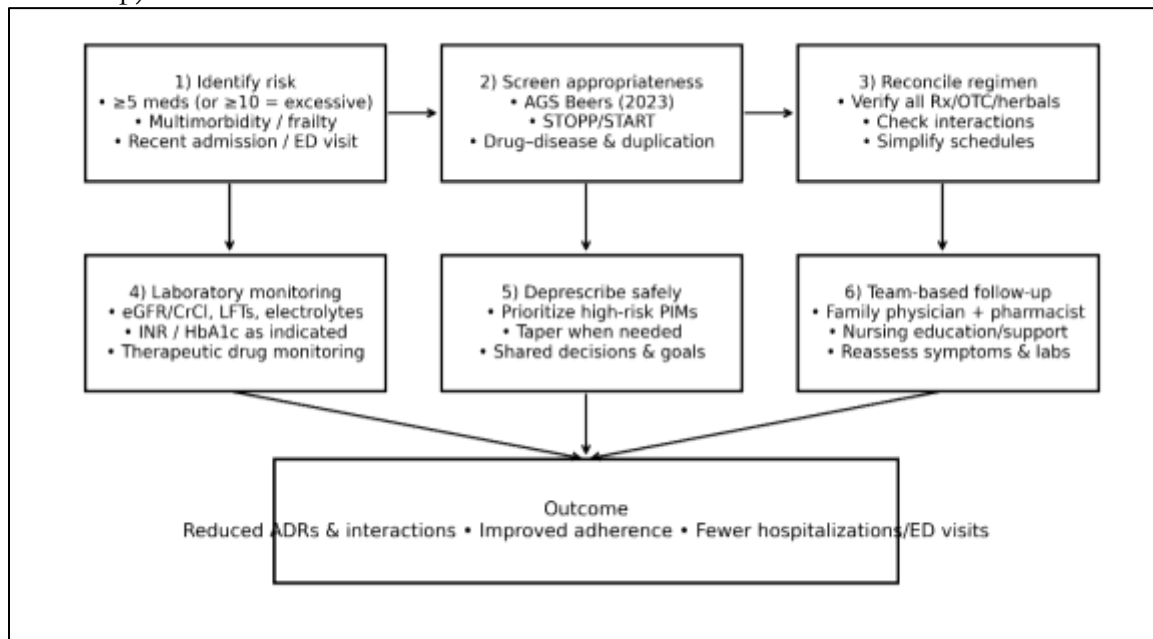 1) Identify risk
• ≥5 meds (or ≥10 = excessive)
• Multimorbidity / frailty
• Recent admission / ED visit
2) Screen appropriateness
• AGS Beers (2023)
• STOPP/START
• Drug–disease & duplication
3) Reconcile regimen
• Verify all Rx/OTC/herbals
• Check interactions
• Simplify schedules
4) Laboratory monitoring
• eGFR/CrCl, LFTs, electrolytes
• INR / HbA1c as indicated
• Therapeutic drug monitoring
5) Deprescribe safely
• Prioritize high-risk PIMs
• Taper when needed
• Shared decisions & goals
6) Team-based follow-up
• Family physician + pharmacist
• Nursing education/support
• Reassess symptoms & labs
Outcome
Reduced ADRs & interactions • Improved adherence • Fewer hospitalizations/ED visits